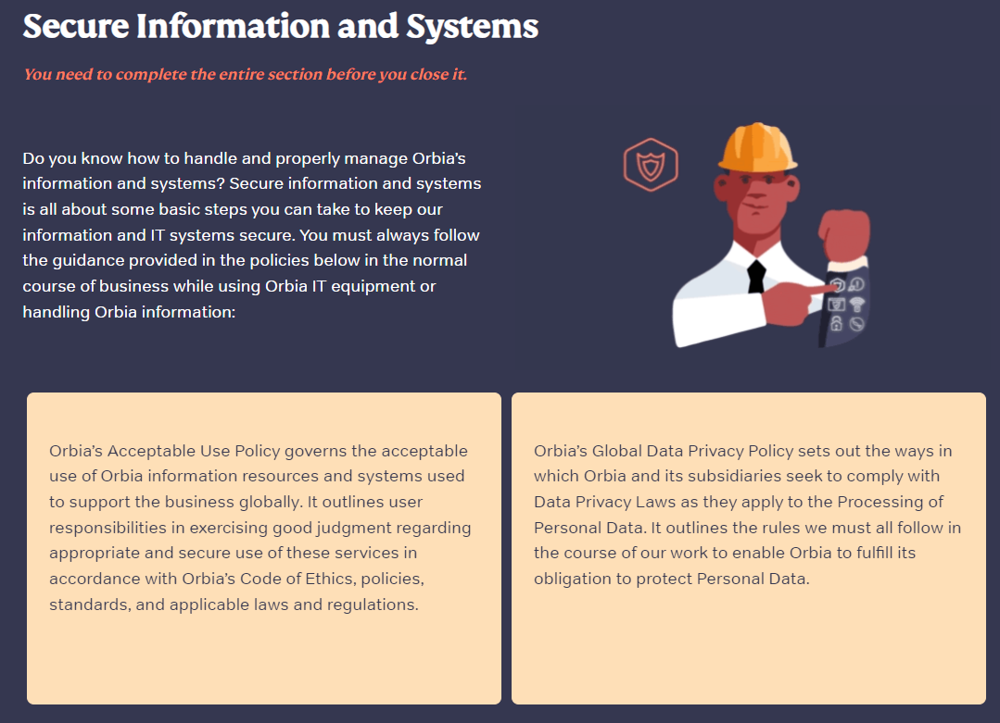 Secure Information and Systems
You need to complete the entire section before you close it.
Do you know how to handle and properly manage Orbia’s
information and systems? Secure information and systems
is all about some basic steps you can take to keep our
information and IT systems secure. You must always follow
the guidance provided in the policies below in the normal
course of business while using Orbia IT equipment or
handling Orbia information:
Orbia’s Acceptable Use Policy governs the acceptable
use of Orbia information resources and systems used
to support the business globally. It outlines user
responsibilities in exercising good judgment regarding
appropriate and secure use of these services in
accordance with Orbia’s Code of Ethics, policies,
standards, and applicable laws and regulations.
Orbia’s Global Data Privacy Policy sets out the ways in
which Orbia and its subsidiaries seek to comply with
Data Privacy Laws as they apply to the Processing of
Personal Data. It outlines the rules we must all follow in
the course of our work to enable Orbia to fulfill its
obligation to protect Personal Data.